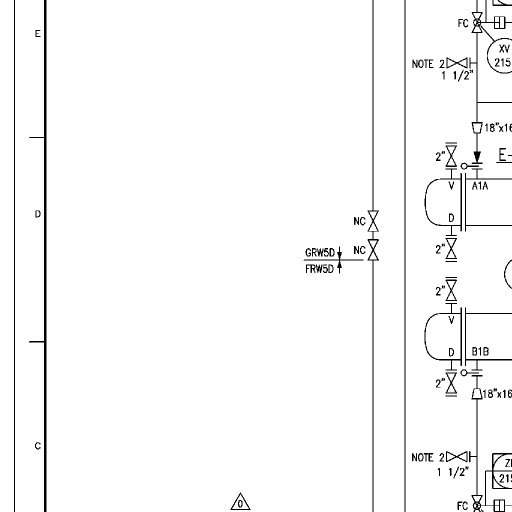 E
FC
XV
215
NOTE 2
1 1/2"
18"x16
2"
E-
V
A1A
D
D
NC
NC
GRW5D
FRW5D
2"
2"
V
D
B1B
2"
18"x16
C
NOTE 2
1 1/2"
215
0
FC